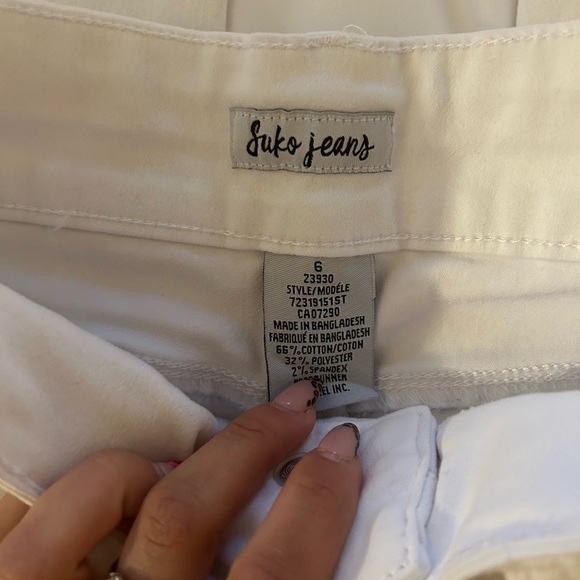 Suko jeans
6
23930
STYLE/MODÈLE
72319151ST
CA07290
MADE IN BANGLADESH
FABRIQUÉ EN BANGLADESH
66% COTTON/COTON
32% POLYESTER
2% SPANDEX
INC.